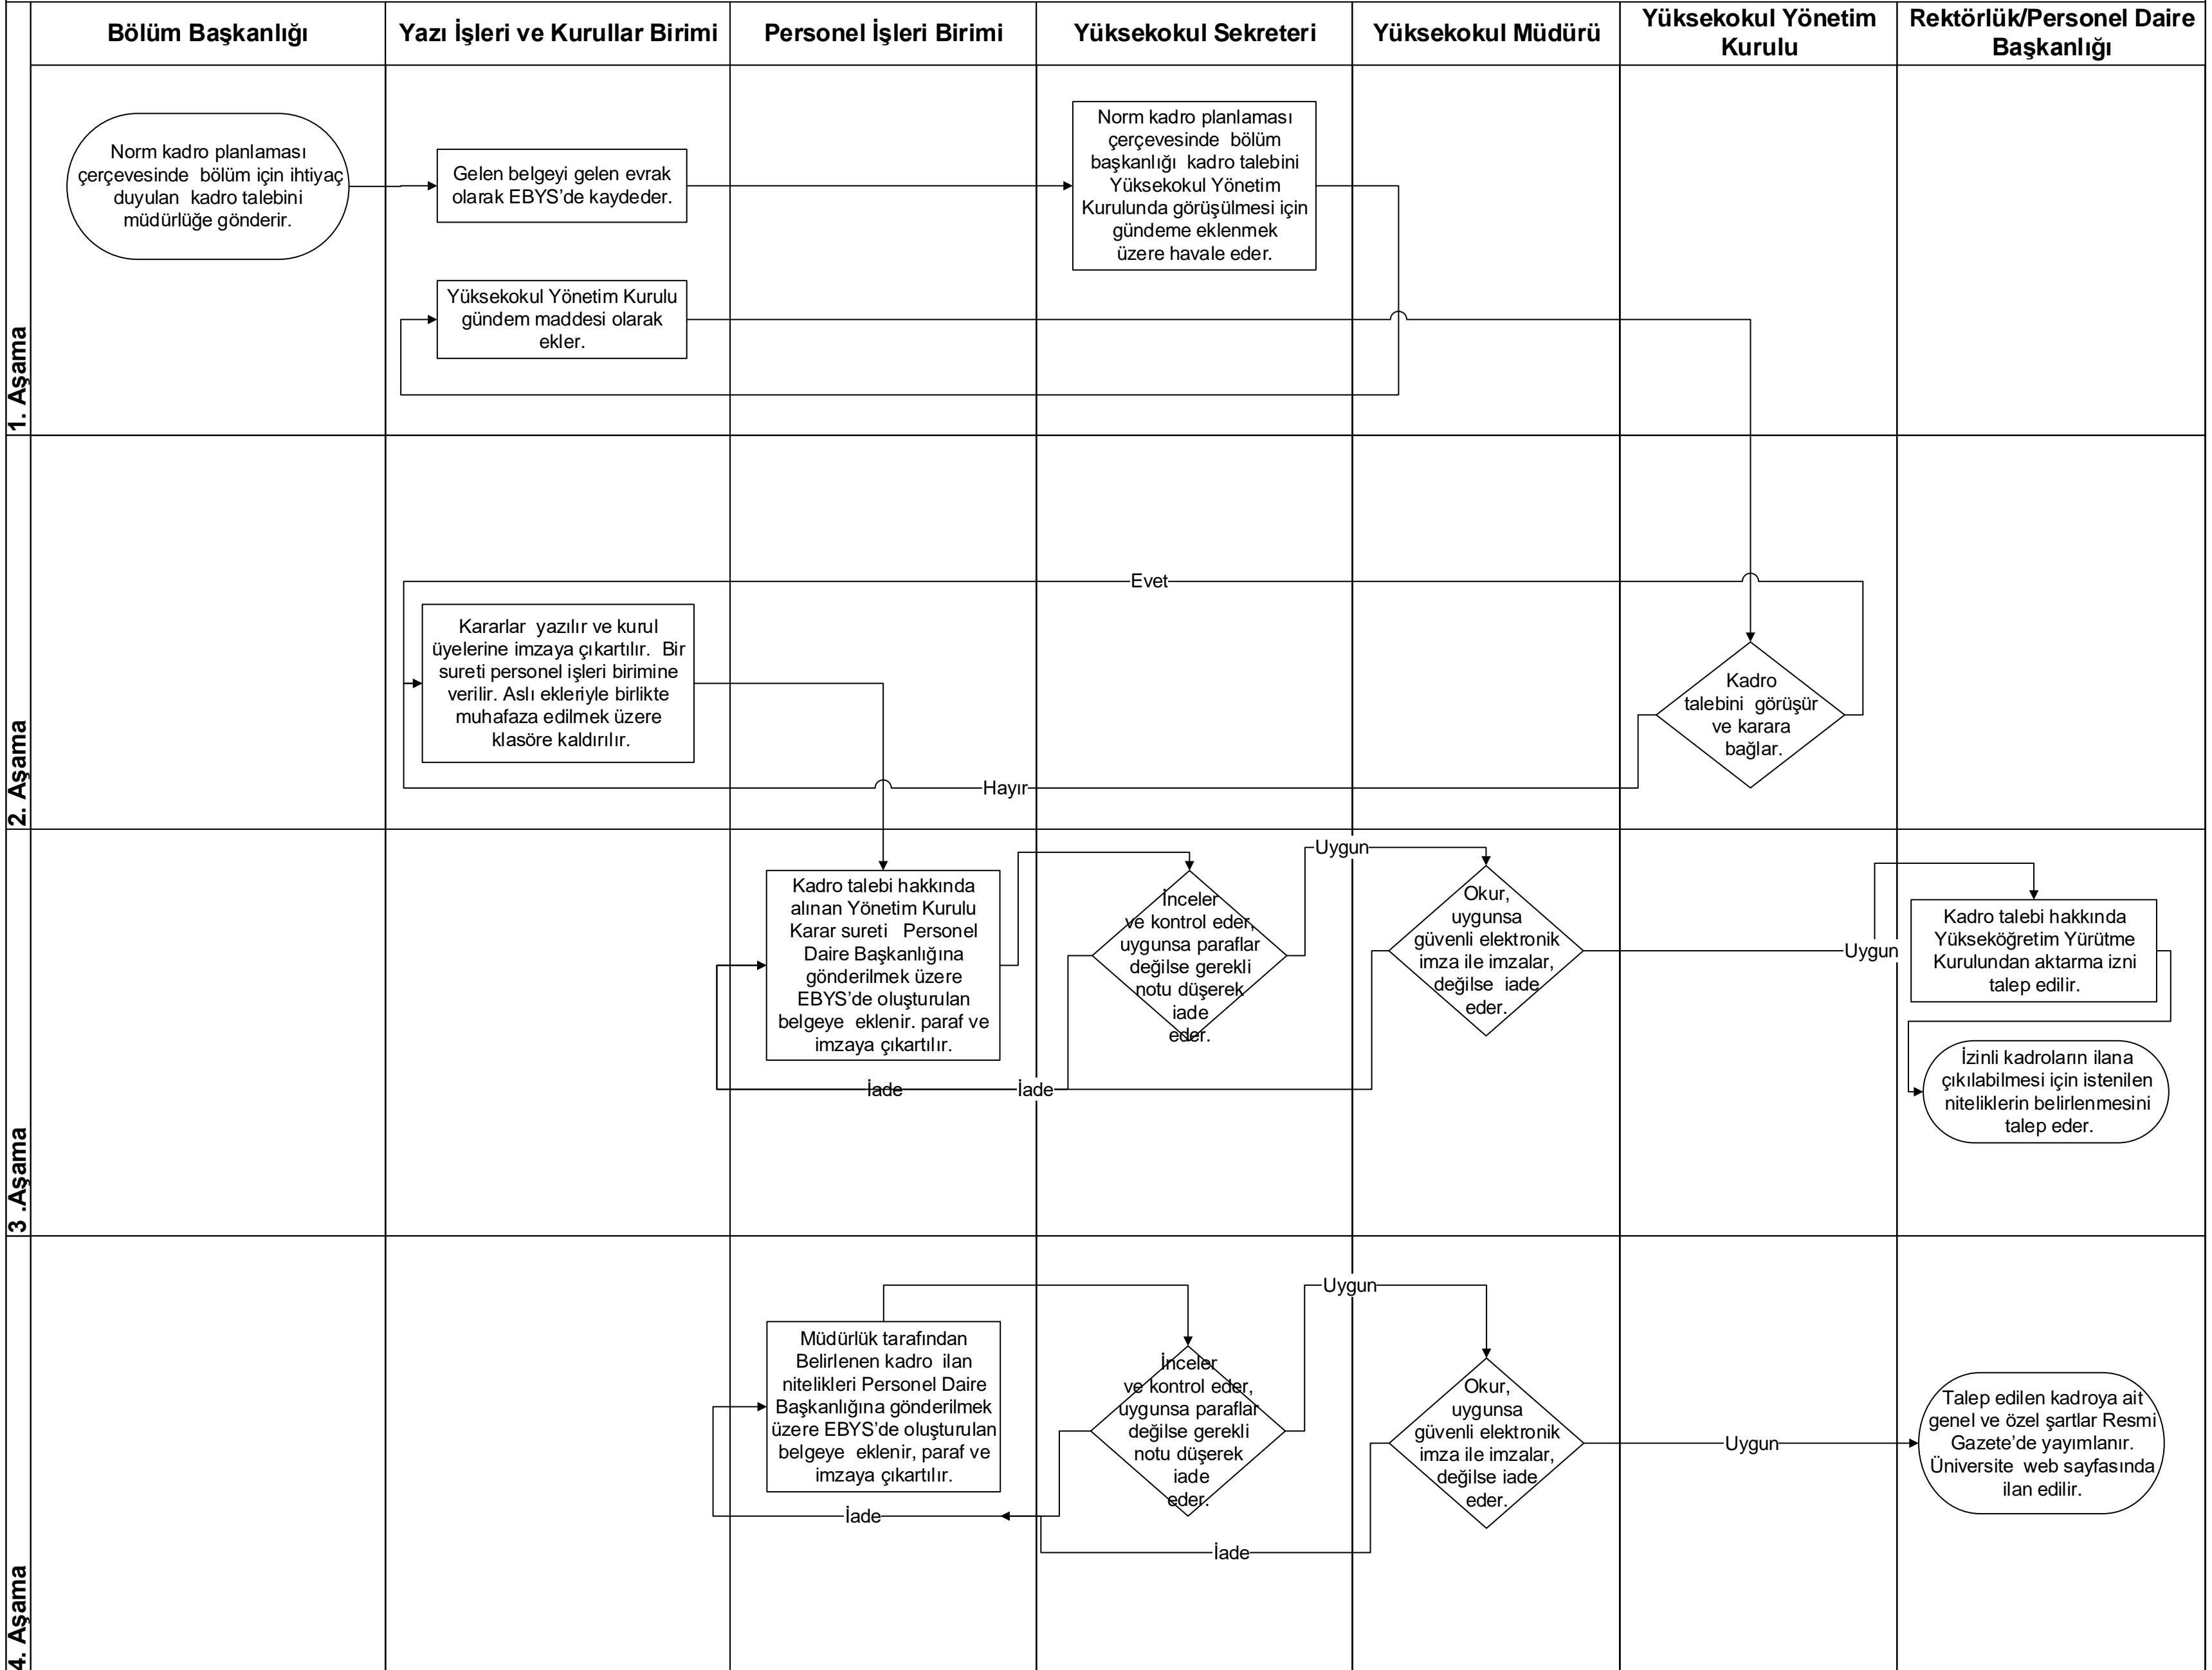 Bölüm Başkanlığı
Yazı İşleri ve Kurullar Birimi
Personel İşleri Birimi
Yüksekokul Sekreteri
Yüksekokul Müdürü
Yüksekokul Yönetim
Kurulu
Rektörlük/Personel Daire
Başkanlığı
1. Aşama
Norm kadro planlaması
çerçevesinde bölüm için ihtiyaç
duyulan kadro talebini
müdürlüğe gönderir.
Gelen belgeyi gelen evrak
olarak EBYS’de kaydeder.
Norm kadro planlaması
çerçevesinde bölüm
başkanlığı kadro talebini
Yüksekokul Yönetim
Kurulunda görüşülmesi için
gündeme eklenmek
üzere havale eder.
Yüksekokul Yönetim Kurulu
gündem maddesi olarak
ekler.
2. Aşama
Evet
Kararlar yazılır ve kurul
üyelerine imzaya çıkartılır. Bir
sureti personel işleri birimine
verilir. Aslı ekleriyle birlikte
muhafaza edilmek üzere
klasöre kaldırılır.
Kadro
talebini görüşür
ve karara
bağlar.
Hayır
3 .Aşama
Kadro talebi hakkında
alınan Yönetim Kurulu
Karar sureti Personel
Daire Başkanlığına
gönderilmek üzere
EBYS’de oluşturulan
belgeye eklenir. paraf ve
imzaya çıkartılır.
İnceler
ve kontrol eder,
uygunsa paraflar
değilse gerekli
notu düşerek
iade
eder.
Uygun
Okur,
uygunsa
güvenli elektronik
imza ile imzalar,
değilse iade
eder.
Uygun
Kadro talebi hakkında
Yükseköğretim Yürütme
Kurulundan aktarma izni
talep edilir.
İzinli kadroların ilana
çıkılabilmesi için istenilen
niteliklerin belirlenmesini
talep eder.
İade
İade
4. Aşama
Müdürlük tarafından
Belirlenen kadro ilan
nitelikleri Personel Daire
Başkanlığına gönderilmek
üzere EBYS’de oluşturulan
belgeye eklenir, paraf ve
imzaya çıkartılır.
İnceler
ve kontrol eder,
uygunsa paraflar
değilse gerekli
notu düşerek
iade
eder.
Uygun
Okur,
uygunsa
güvenli elektronik
imza ile imzalar,
değilse iade
eder.
Uygun
Talep edilen kadroya ait
genel ve özel şartlar Resmi
Gazete’de yayımlanır.
Üniversite web sayfasında
ilan edilir.
İade
İade